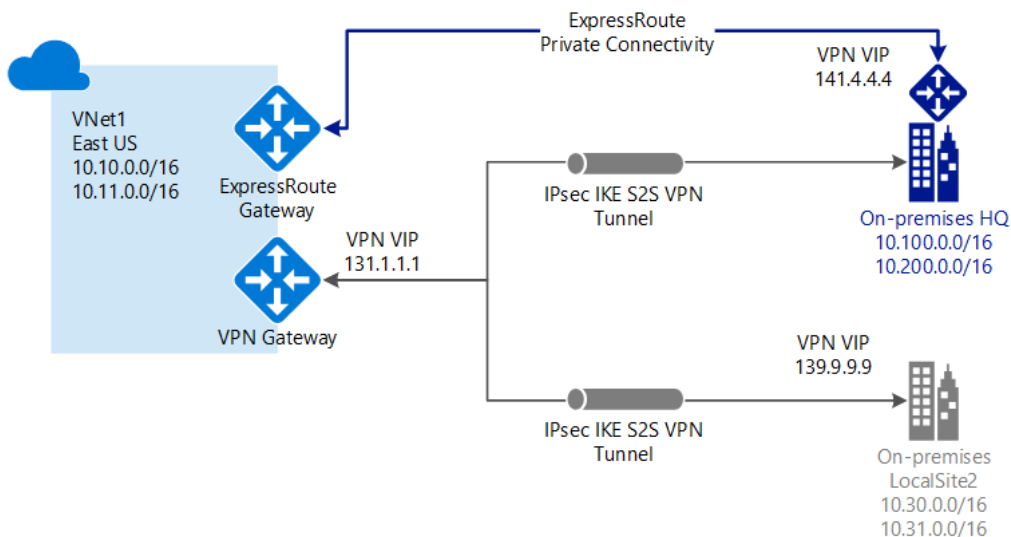 ExpressRoute
Private Connectivity
VPN VIP
141.4.4.4
VNet1
East US
10.10.0.0/16
10.11.0.0/16
ExpressRoute
Gateway
IPsec IKE S2S VPN
Tunnel
On-premises HQ
10.100.0.0/16
10.200.0.0/16
VPN VIP
131.1.1.1
VPN Gateway
VPN VIP
139.9.9.9
IPsec IKE S2S VPN
Tunnel
On-premises
LocalSite2
10.30.0.0/16
10.31.0.0/16